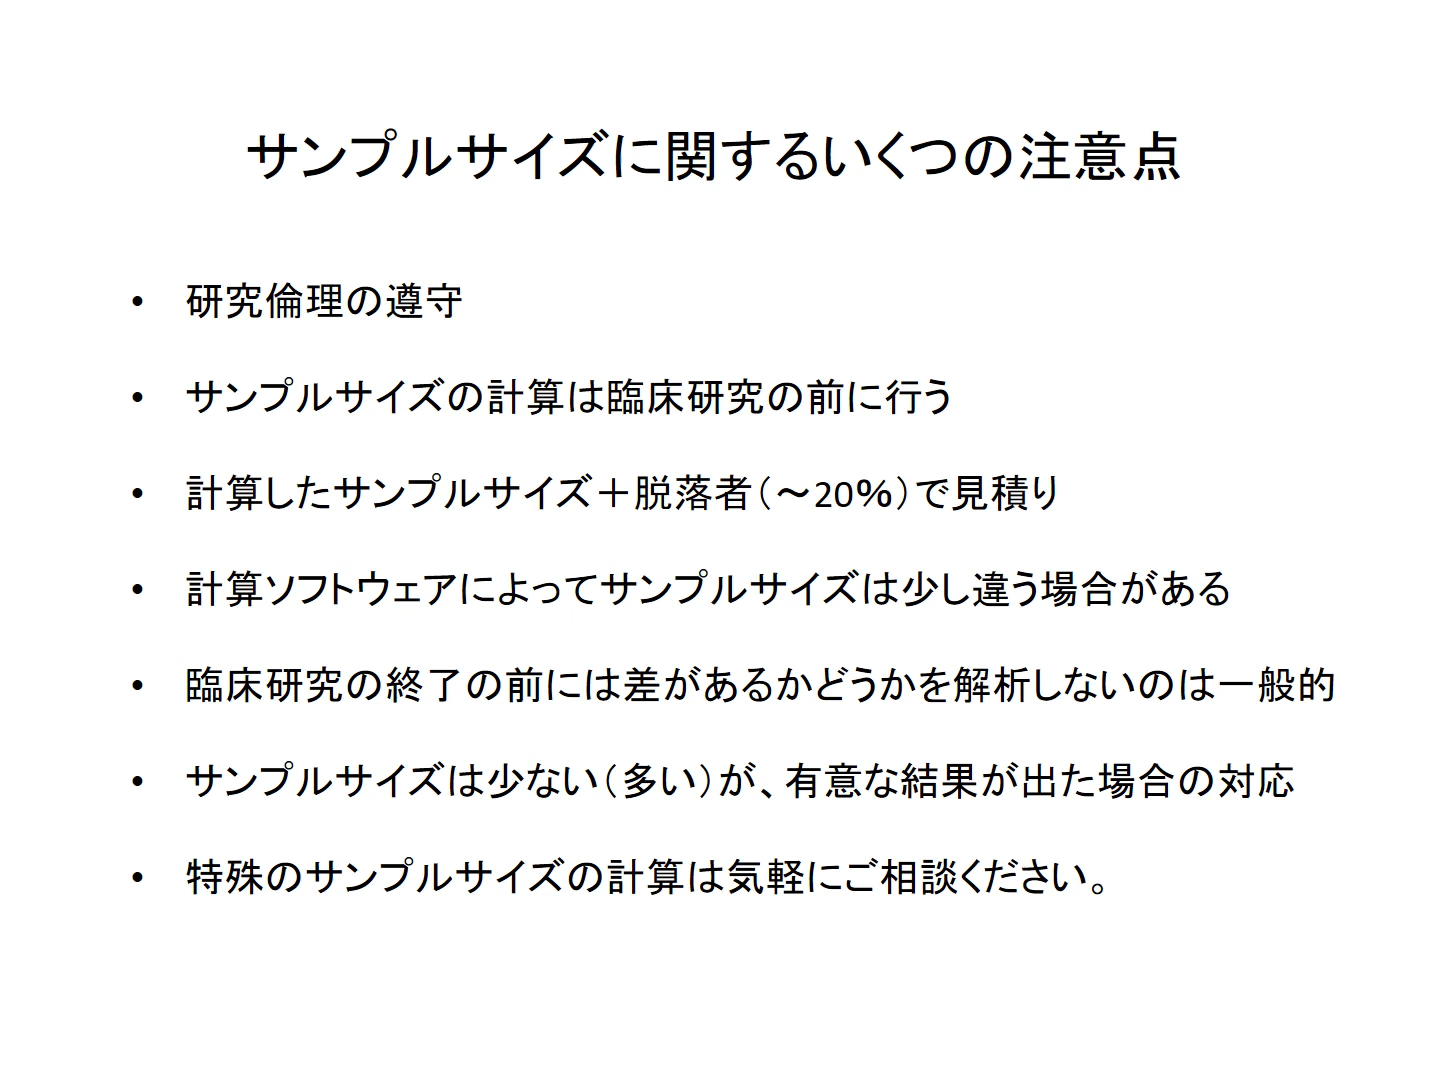 サンプルサイズに関するいくつの注意点
• 研究倫理の遵守
• サンプルサイズの計算は臨床研究の前に行う
• 計算したサンプルサイズ＋脱落者（～20％）で見積り
• 計算ソフトウェアによってサンプルサイズは少し違う場合がある
• 臨床研究の終了の前には差があるかどうかを解析しないのは一般的
• サンプルサイズは少ない（多い）が、有意な結果が出た場合の対応
• 特殊のサンプルサイズの計算は気軽にご相談ください。